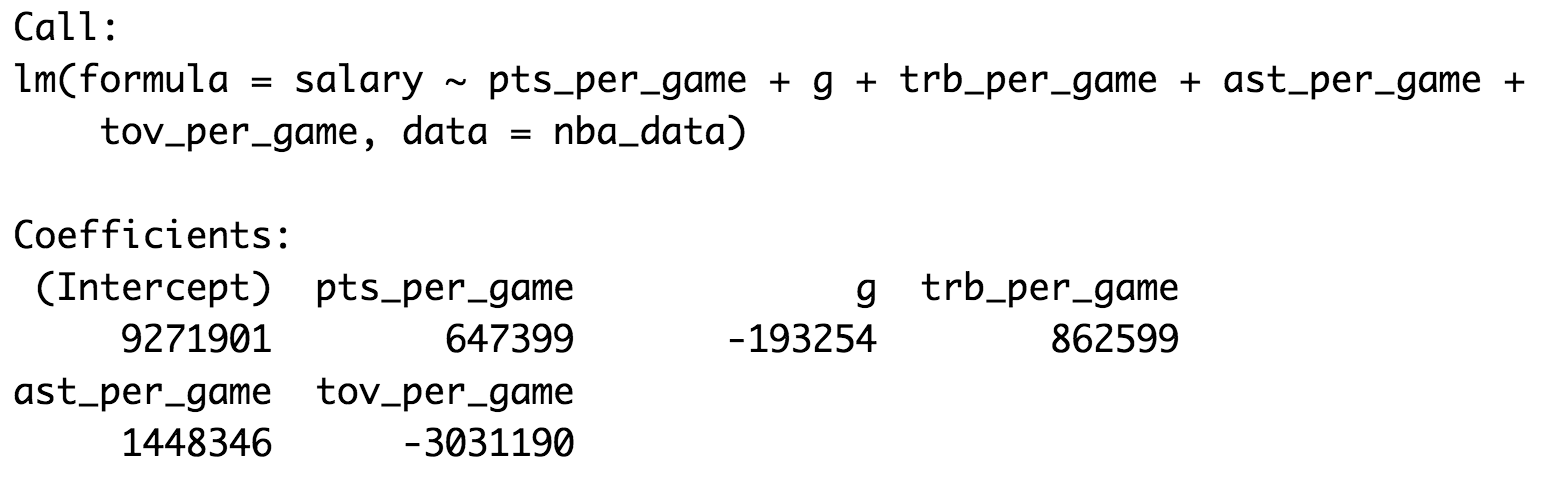 Call:
lm(formula = salary ~ pts_per_game + g + trb_per_game + ast_per_game +
    tov_per_game, data = nba_data)

Coefficients:
 (Intercept)  pts_per_game             g  trb_per_game
     9271901        647399       -193254        862599
ast_per_game  tov_per_game
     1448346      -3031190